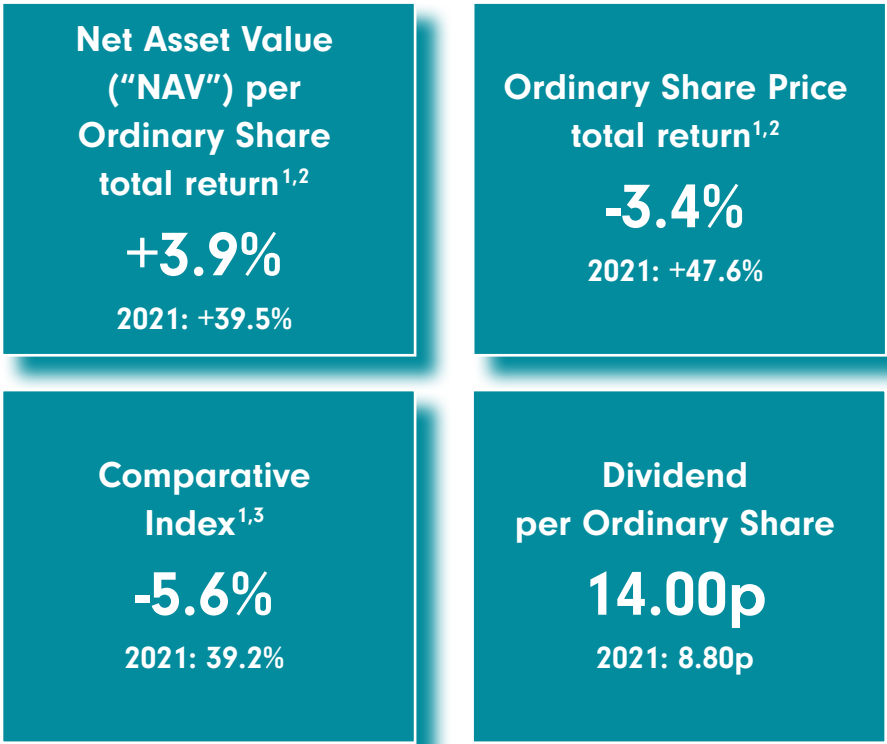 Net Asset Value
(“NAV”) per
Ordinary Share
total return1,2
+3.9%
2021: +39.5%
Ordinary Share Price
total return1,2
-3.4%
2021: +47.6%
Comparative
Index1,3
-5.6%
2021: 39.2%
Dividend
per Ordinary Share
14.00p
2021: 8.80p